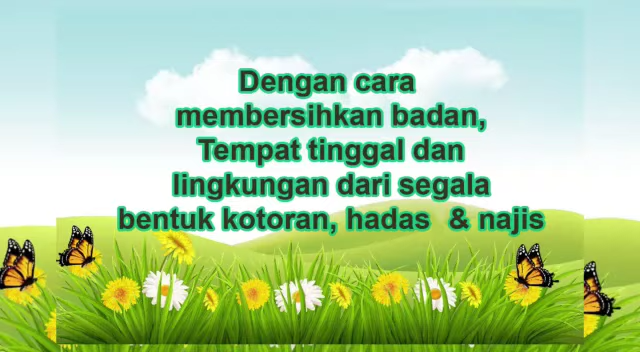 Dengan cara
membersihkan badan,
Tempat tinggal dan
lingkungan dari segala
bentuk kotoran, hadas & najis